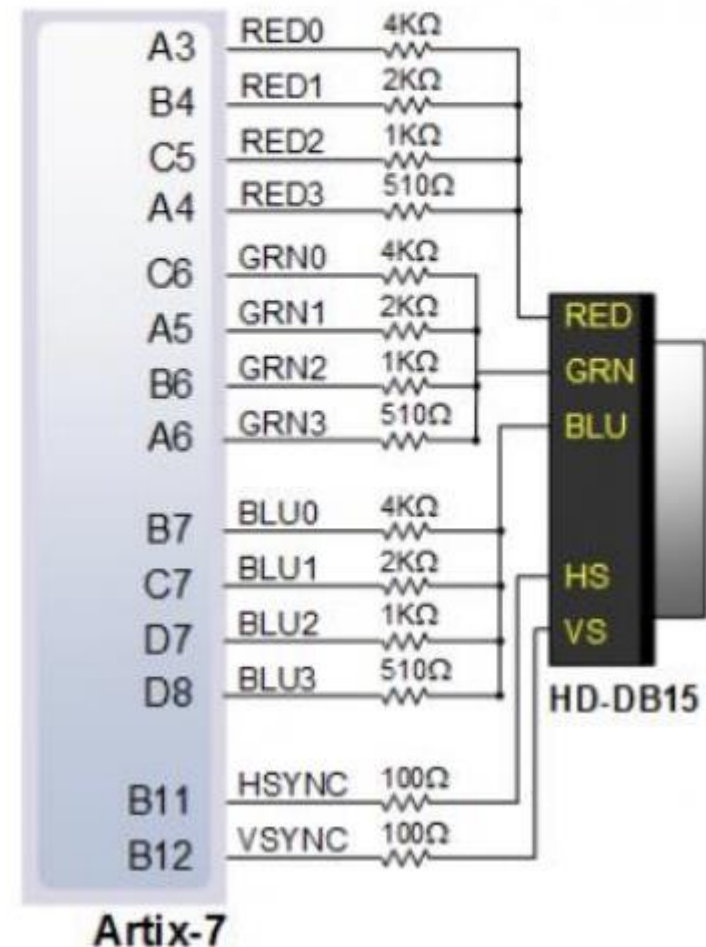 A3 RED0 4KΩ
B4 RED1 2KΩ
C5 RED2 1KΩ
A4 RED3 510Ω
C6 GRN0 4KΩ
A5 GRN1 2KΩ
B6 GRN2 1KΩ
A6 GRN3 510Ω
B7 BLU0 4KΩ
C7 BLU1 2KΩ
D7 BLU2 1KΩ
D8 BLU3 510Ω
B11 HSYNC 100Ω
B12 VSYNC 100Ω
Artix-7
RED
GRN
BLU
HS
VS
HD-DB15